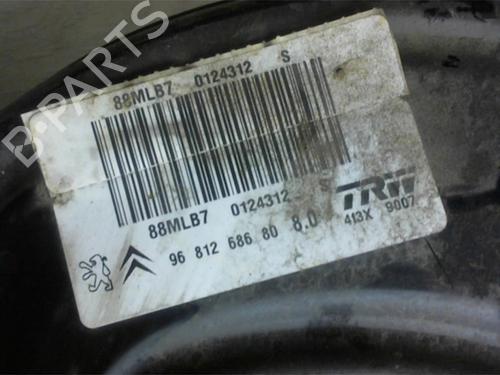 B-PARTS
88MLB7 0124312 S
88MLB7 0124312 S
TRW
413X 9007
96 812 686 80 8.0